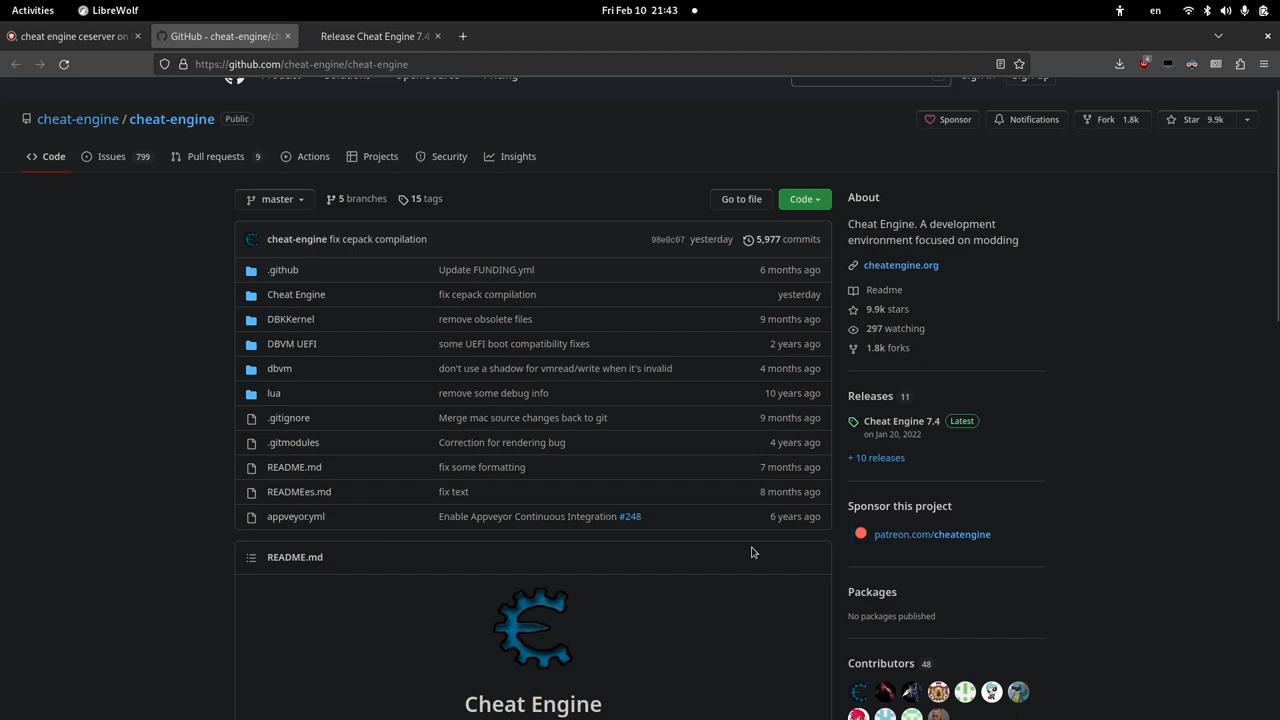 Activities LibreWolf Fri Feb 10 21:43 en
cheat engine ceserver on GitHub - cheat-engine/ch Release Cheat Engine 7.4
https://github.com/cheat-engine/cheat-engine
cheat-engine / cheat-engine Public Sponsor Notifications Fork 1.8k Star 9.9k
Code Issues 799 Pull requests 9 Actions Projects Security Insights
master 5 branches 15 tags Go to file Code
cheat-engine fix cepack compilation 98e0c07 yesterday 5,977 commits
.github Update FUNDING.yml 6 months ago
Cheat Engine fix cepack compilation yesterday
DBKKernel remove obsolete files 9 months ago
DBVM UEFI some UEFI boot compatibility fixes 2 years ago
dbvm don't use a shadow for vmread/write when it's invalid 4 months ago
lua remove some debug info 10 years ago
.gitignore Merge mac source changes back to git 9 months ago
.gitmodules Correction for rendering bug 4 years ago
README.md fix some formatting 7 months ago
READMEes.md fix text 8 months ago
appveyor.yml Enable Appveyor Continuous Integration #248 6 years ago
README.md
Cheat Engine
About
Cheat Engine. A development
environment focused on modding
cheatengine.org
Readme
9.9k stars
297 watching
1.8k forks
Releases 11
Cheat Engine 7.4 Latest
on Jan 20, 2022
+ 10 releases
Sponsor this project
patreon.com/cheatengine
Packages
No packages published
Contributors 48